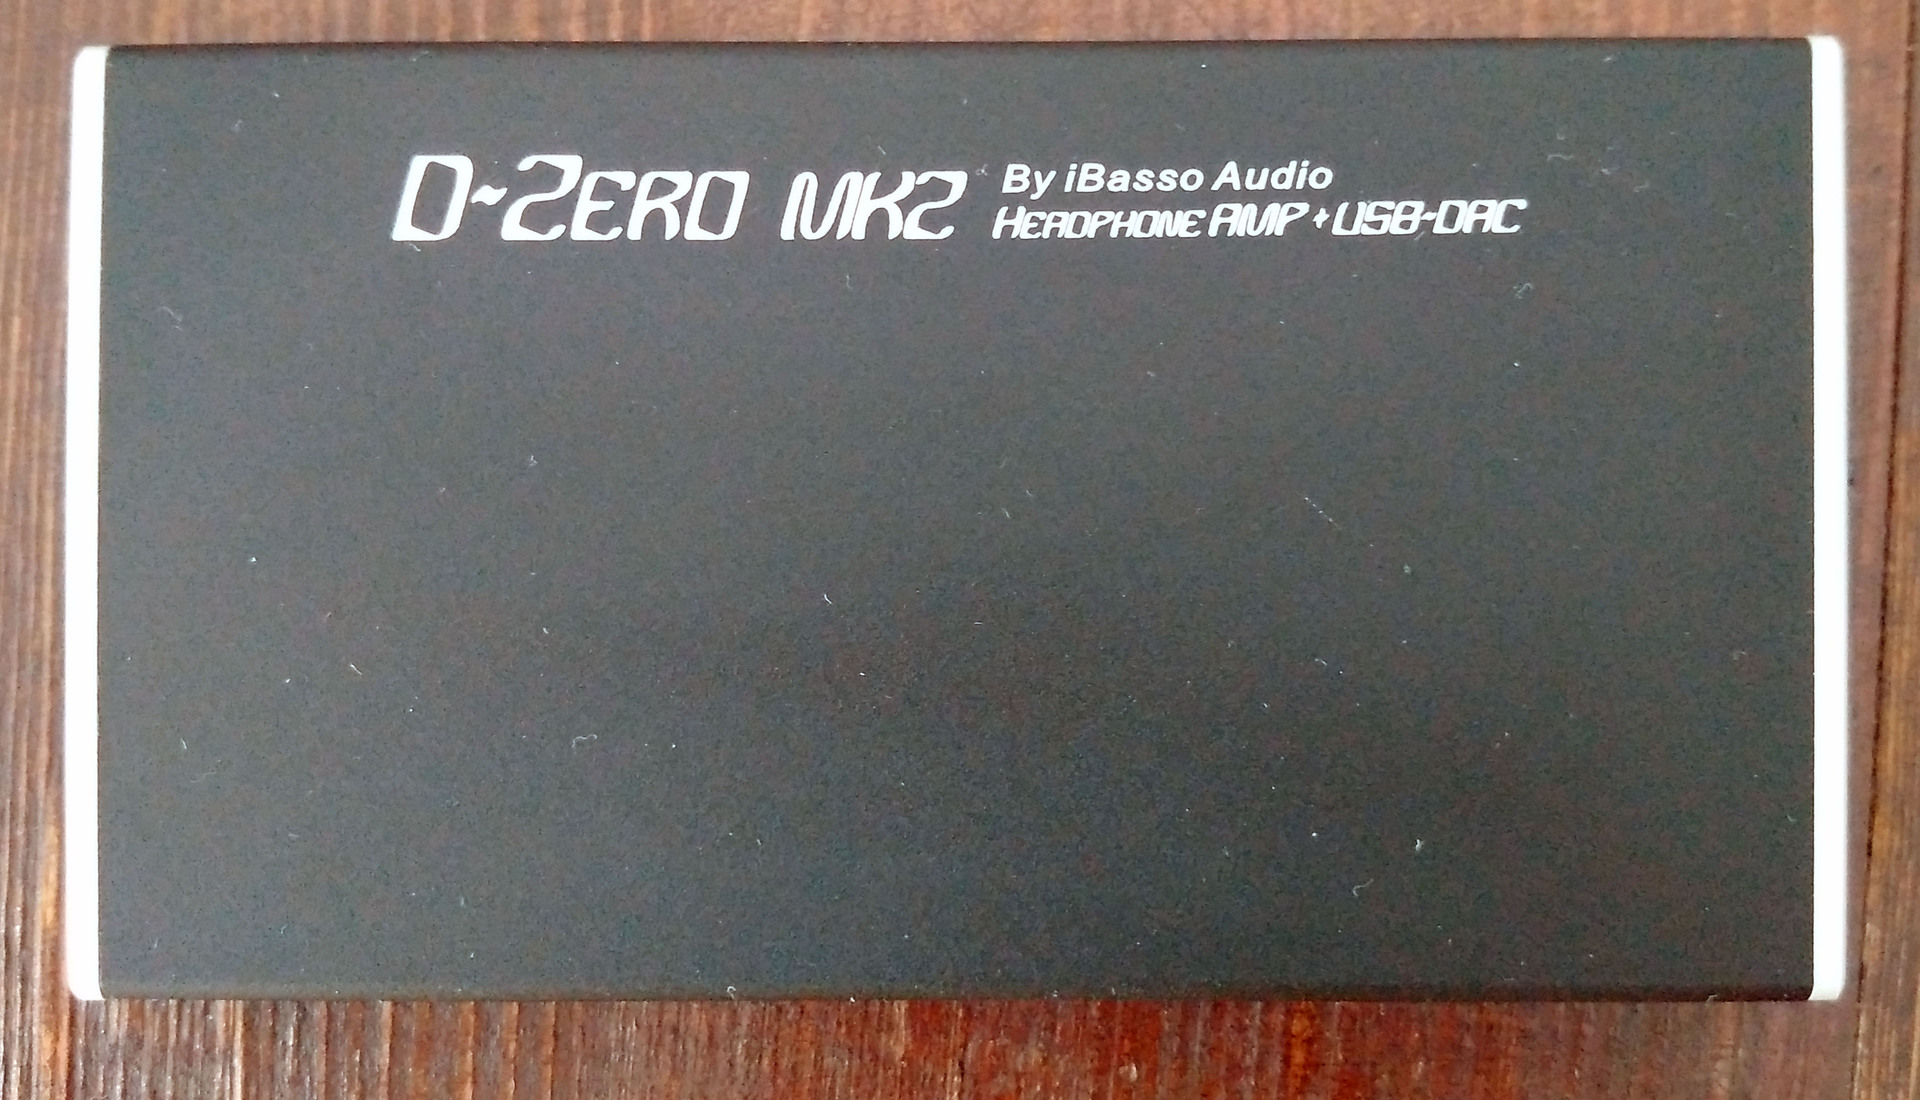 D-Zero MK2
By iBasso Audio
Headphone AMP + USB-DAC